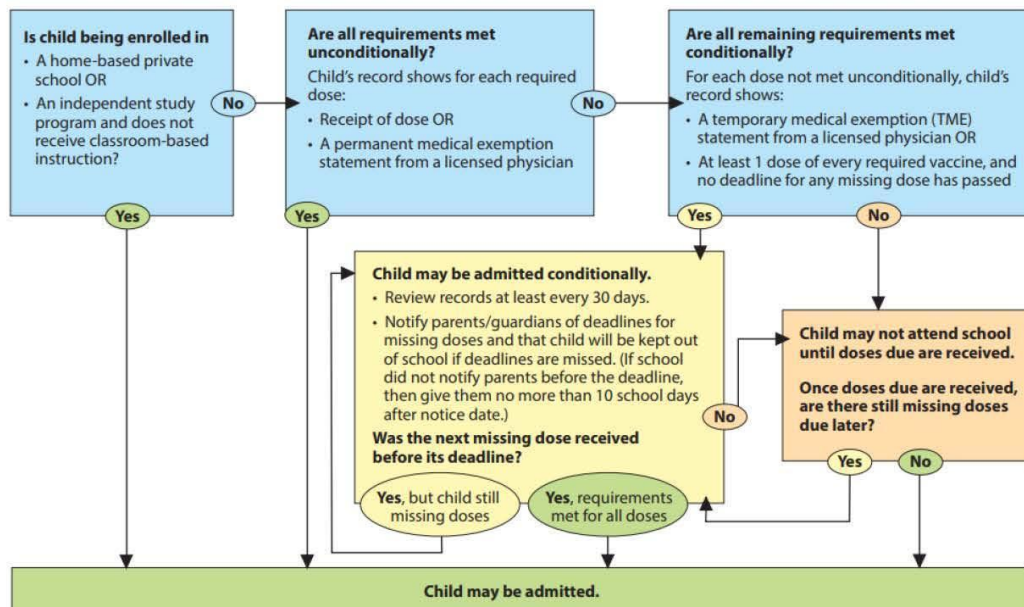 Is child being enrolled in
• A home-based private
school OR
• An independent study
program and does not
receive classroom-based
instruction?
No
Yes
Are all requirements met
unconditionally?
Child’s record shows for each required
dose:
• Receipt of dose OR
• A permanent medical exemption
statement from a licensed physician
No
Yes
Are all remaining requirements met
conditionally?
For each dose not met unconditionally, child’s
record shows:
• A temporary medical exemption (TME)
statement from a licensed physician OR
• At least 1 dose of every required vaccine, and
no deadline for any missing dose has passed
Yes
No
Child may be admitted conditionally.
• Review records at least every 30 days.
• Notify parents/guardians of deadlines for
missing doses and that child will be kept out
of school if deadlines are missed. (If school
did not notify parents before the deadline,
then give them no more than 10 school days
after notice date.)
Was the next missing dose received
before its deadline?
No
Yes, but child still
missing doses
Yes, requirements
met for all doses
Child may not attend school
until doses due are received.
Once doses due are received,
are there still missing doses
due later?
Yes
No
Child may be admitted.